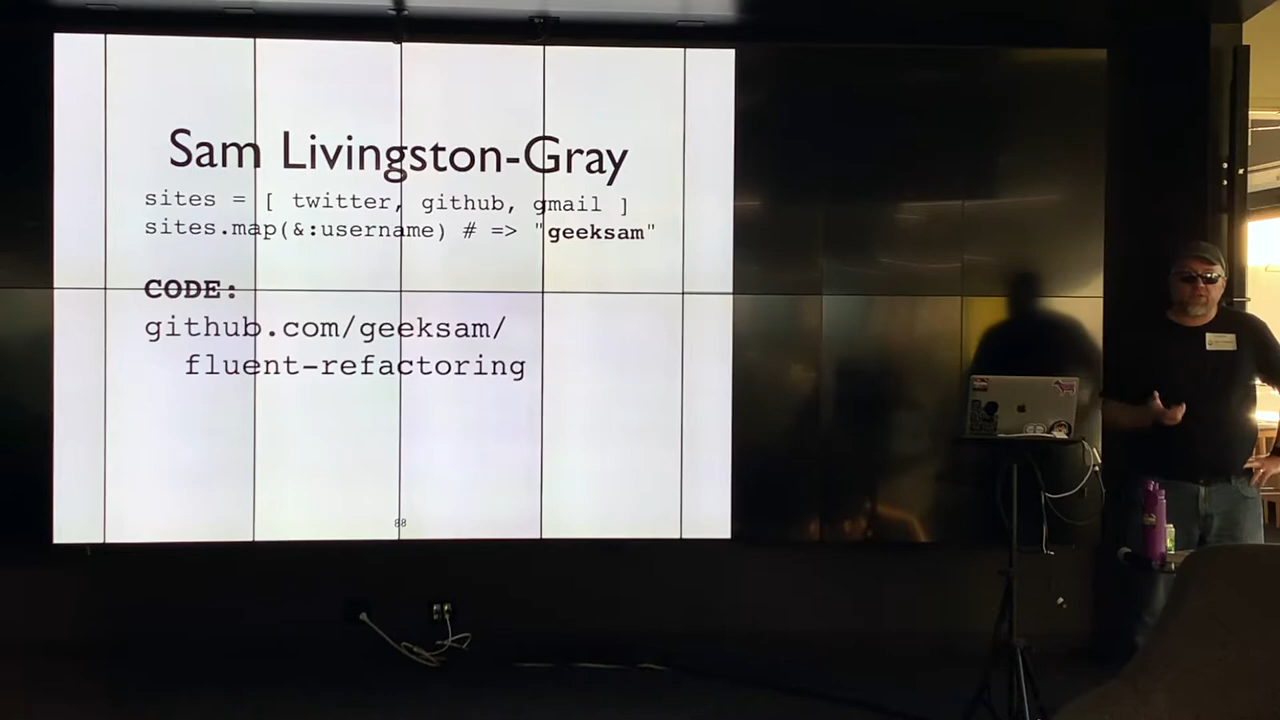 Sam Livingston-Gray
sites = [ twitter, github, gmail ]
sites.map(&:username) # => "geeksam"
CODE:
github.com/geeksam/
fluent-refactoring
88